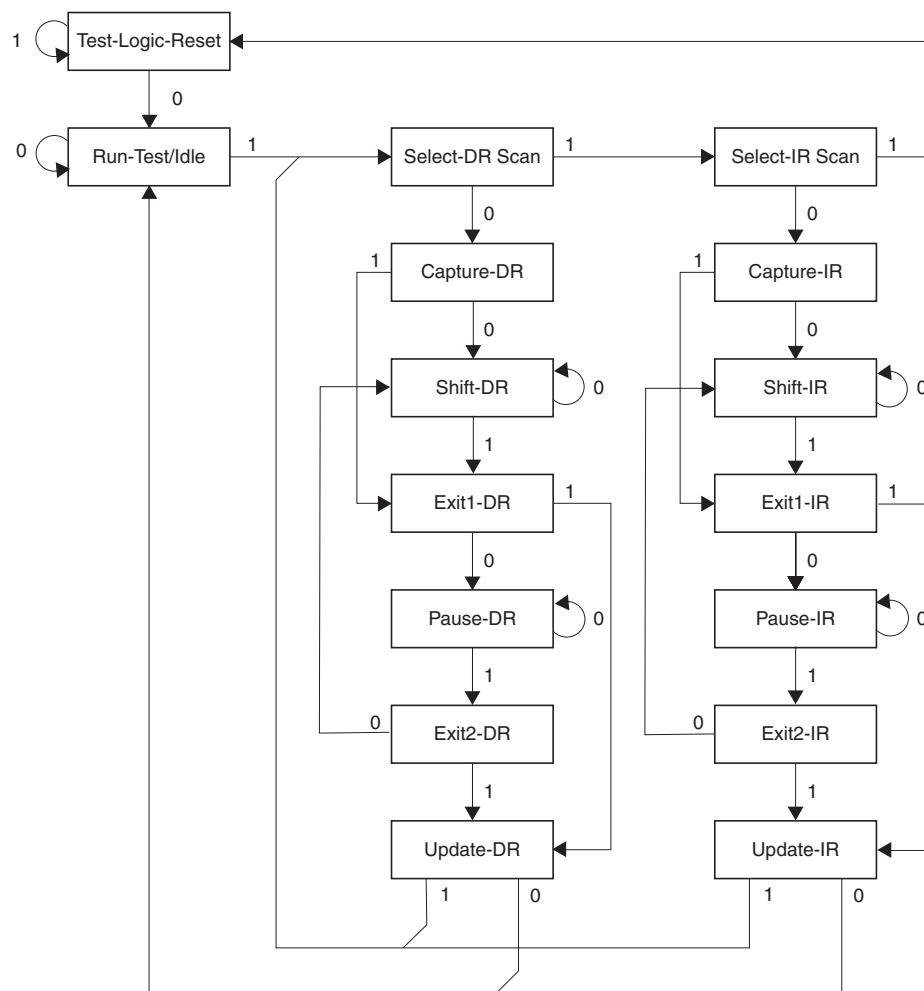 1 Test-Logic-Reset
0
0 Run-Test/Idle 1 Select-DR Scan 1 Select-IR Scan 1
0 0
1 Capture-DR 1 Capture-IR
0 0
Shift-DR 0 Shift-IR 0
1 1
Exit1-DR 1 Exit1-IR 1
0 0
Pause-DR 0 Pause-IR 0
1 1
0 Exit2-DR 0 Exit2-IR
1 1
Update-DR Update-IR
1 0 1 0